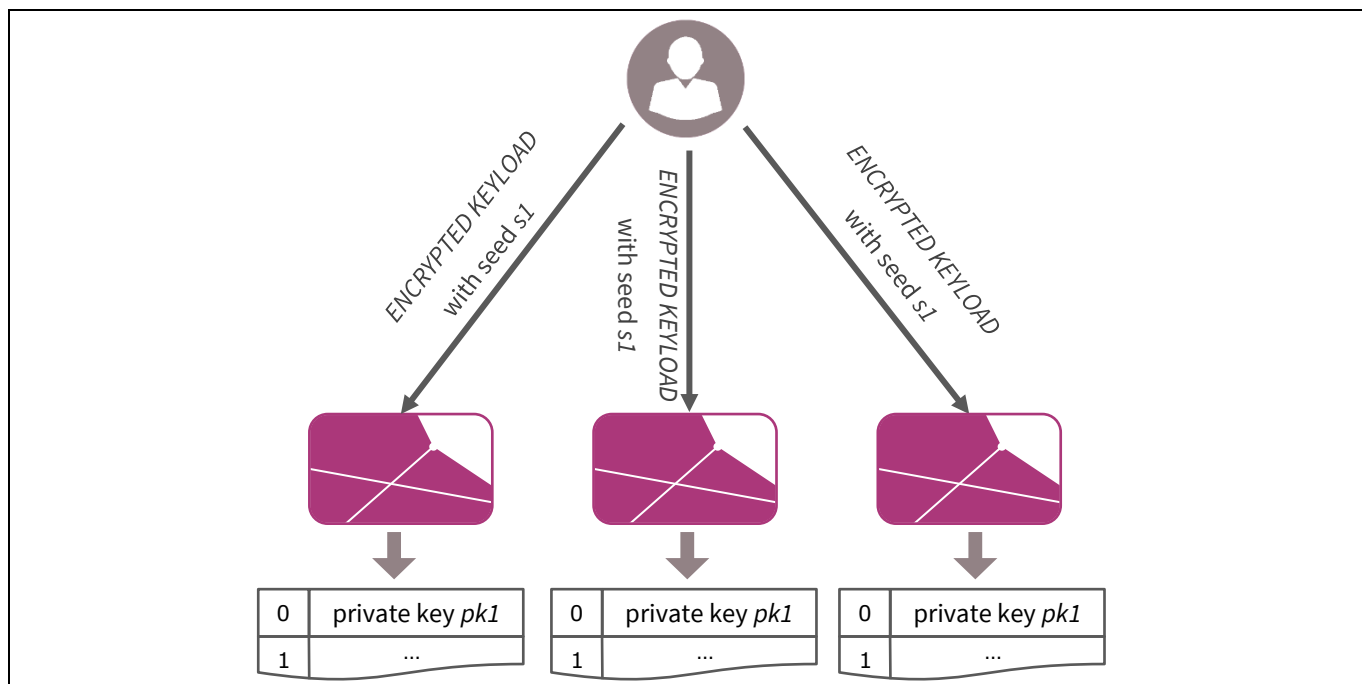 ENCRYPTED KEYLOAD
with seed s1
ENCRYPTED KEYLOAD
with seed s1
ENCRYPTED KEYLOAD
with seed s1
0 private key pk1
1 ...
0 private key pk1
1 ...
0 private key pk1
1 ...